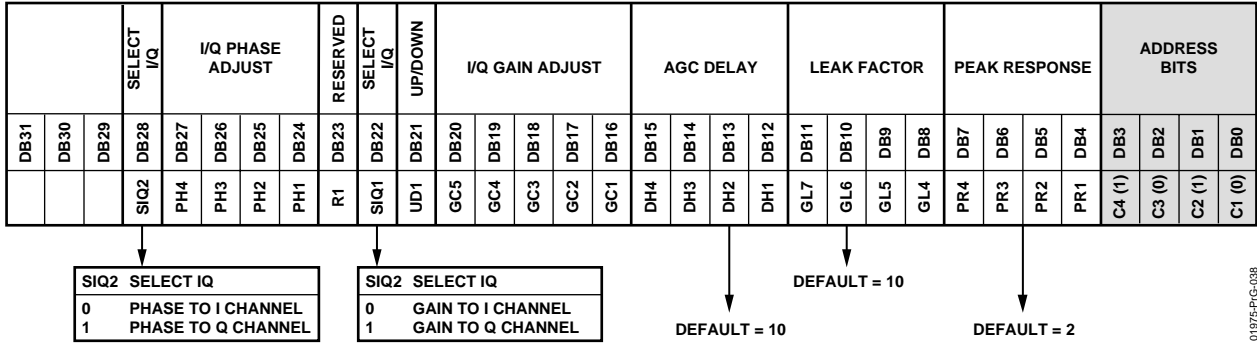 SELECT I/Q
I/Q PHASE ADJUST
RESERVED
SELECT I/Q
UP/DOWN
I/Q GAIN ADJUST
AGC DELAY
LEAK FACTOR
PEAK RESPONSE
ADDRESS BITS
DB31 DB30 DB29 DB28 DB27 DB26 DB25 DB24 DB23 DB22 DB21 DB20 DB19 DB18 DB17 DB16 DB15 DB14 DB13 DB12 DB11 DB10 DB9 DB8 DB7 DB6 DB5 DB4 DB3 DB2 DB1 DB0
SIQ2 PH4 PH3 PH2 PH1 R1 SIQ1 UD1 GC5 GC4 GC3 GC2 GC1 DH4 DH3 DH2 DH1 GL7 GL6 GL5 GL4 PR4 PR3 PR2 PR1 C4 (1) C3 (0) C2 (1) C1 (0)
SIQ2 SELECT IQ
0 PHASE TO I CHANNEL
1 PHASE TO Q CHANNEL
SIQ2 SELECT IQ
0 GAIN TO I CHANNEL
1 GAIN TO Q CHANNEL
DEFAULT = 10
DEFAULT = 10
DEFAULT = 2
01975-PrG-038